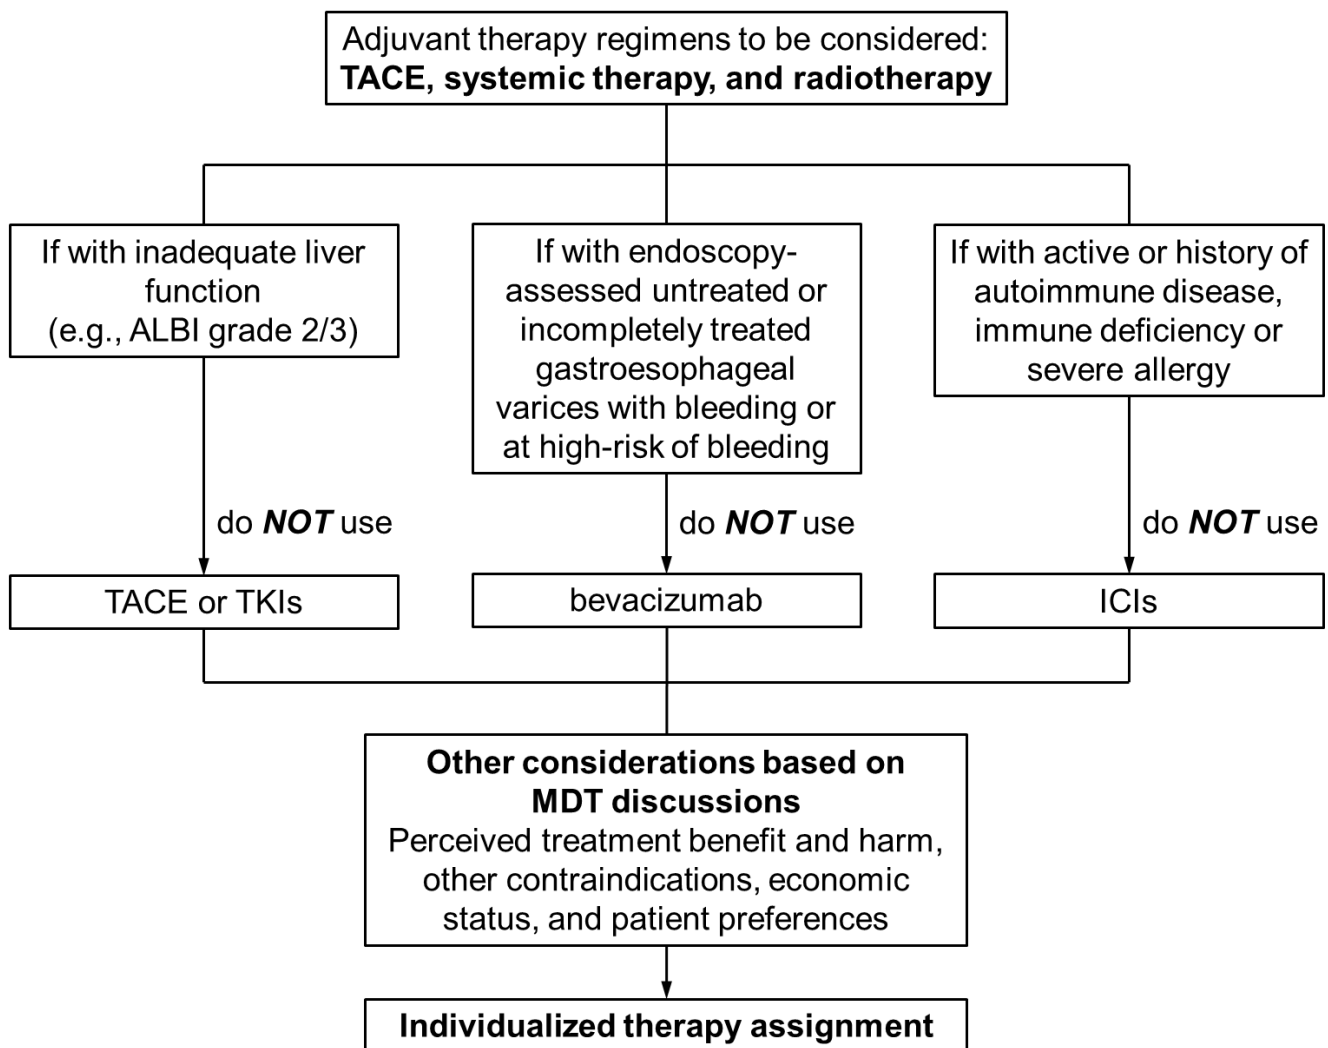 Adjuvant therapy regimens to be considered:
TACE, systemic therapy, and radiotherapy
If with inadequate liver
function
(e.g., ALBI grade 2/3)
If with endoscopy-
assessed untreated or
incompletely treated
gastroesophageal
varices with bleeding or
at high-risk of bleeding
If with active or history of
autoimmune disease,
immune deficiency or
severe allergy
do NOT use
do NOT use
do NOT use
TACE or TKIs
bevacizumab
ICIs
Other considerations based on
MDT discussions
Perceived treatment benefit and harm,
other contraindications, economic
status, and patient preferences
Individualized therapy assignment